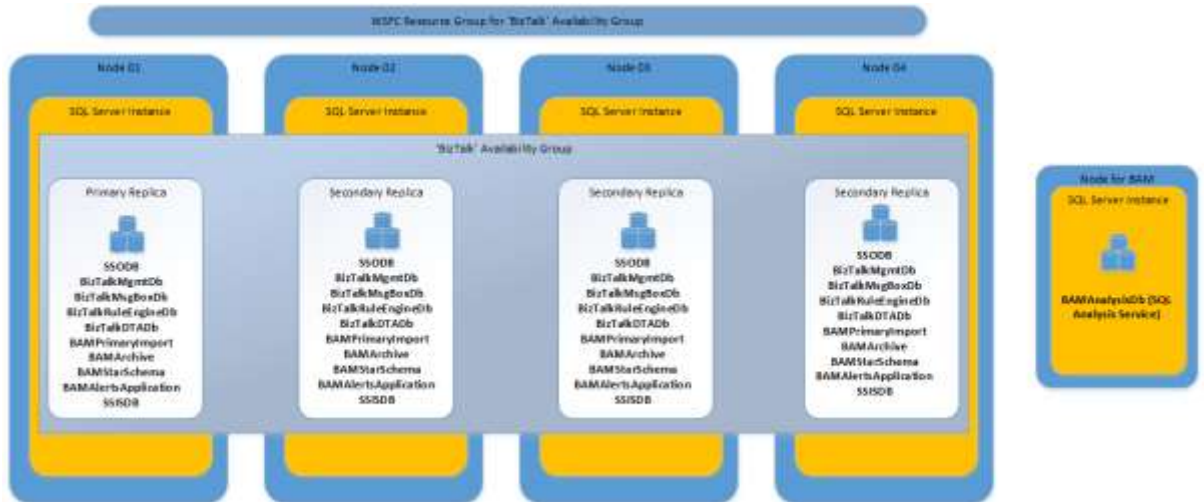 WSFC Resource Group for 'BizTalk' Availability Group
Node 01
Node 02
Node 03
Node 04
SQL Server Instance
SQL Server Instance
SQL Server Instance
SQL Server Instance
'BizTalk' Availability Group
Primary Replica
SSODB
BizTalkMgmtDb
BizTalkMsgBoxDb
BizTalkRuleEngineDb
BizTalkDTADb
BAMPrimaryImport
BAMArchive
BAMStarSchema
BAMAlertsApplication
SSISDB
Secondary Replica
SSODB
BizTalkMgmtDb
BizTalkMsgBoxDb
BizTalkRuleEngineDb
BizTalkDTADb
BAMPrimaryImport
BAMArchive
BAMStarSchema
BAMAlertsApplication
SSISDB
Secondary Replica
SSODB
BizTalkMgmtDb
BizTalkMsgBoxDb
BizTalkRuleEngineDb
BizTalkDTADb
BAMPrimaryImport
BAMArchive
BAMStarSchema
BAMAlertsApplication
SSISDB
Secondary Replica
SSODB
BizTalkMgmtDb
BizTalkMsgBoxDb
BizTalkRuleEngineDb
BizTalkDTADb
BAMPrimaryImport
BAMArchive
BAMStarSchema
BAMAlertsApplication
SSISDB
Node for BAM
SQL Server Instance
BAMAnalysisDb (SQL
Analysis Service)